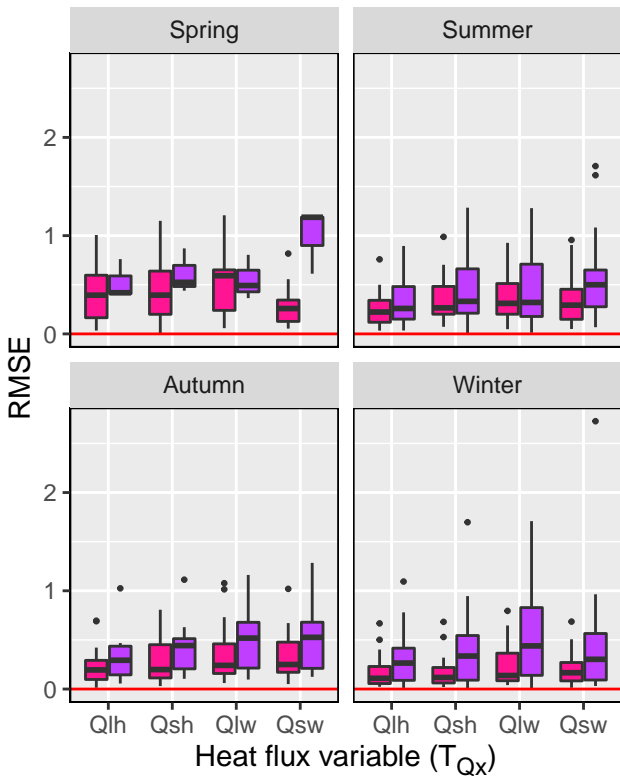 Spring Summer
2
1
0
Autumn Winter
2
1
0
Qlh Qsh Qlw Qsw Qlh Qsh Qlw Qsw
RMSE
Heat flux variable (T_Qx)